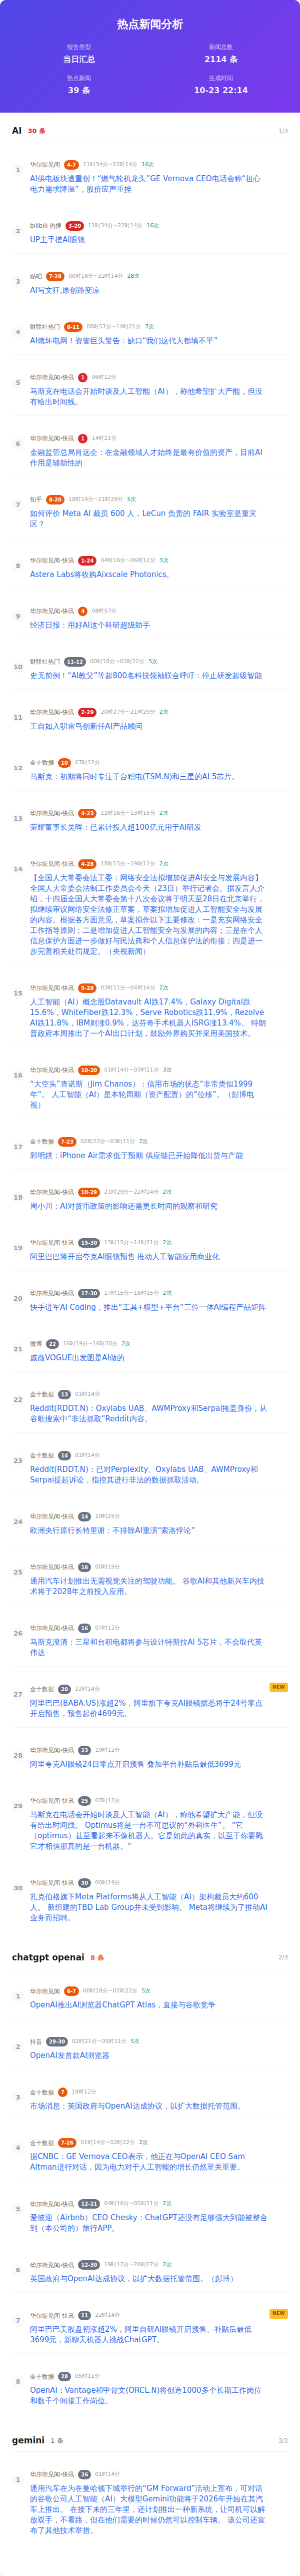 热点新闻分析
报告类型
当日汇总
新闻总数
2114 条
热点新闻
39 条
生成时间
10-23 22:14
AI 30 条 1/3
1
华尔街见闻 4-7 11时34分~22时14分 16次
AI供电板块遭重创！“燃气轮机龙头”GE Vernova CEO电话会称“担心
电力需求降温”，股价应声重挫
2
bilibili 热搜 3-20 11时34分~22时14分 16次
UP主手搓AI眼镜
3
贴吧 7-28 00时18分~22时14分 28次
AI写文狂,原创路变凉
4
财联社热门 8-11 08时57分~14时21分 7次
AI饿坏电网！资管巨头警告：缺口“我们这代人都填不平”
5
华尔街见闻-快讯 1 06时12分
马斯克在电话会开始时谈及人工智能（AI），称他希望扩大产能，但没
有给出时间线。
6
华尔街见闻-快讯 1 14时21分
金融监管总局肖远企：在金融领域人才始终是最有价值的资产，目前AI
作用是辅助性的
7
知乎 8-20 18时14分~21时29分 5次
如何评价 Meta AI 裁员 600 人，LeCun 负责的 FAIR 实验室是重灾
区？
8
华尔街见闻-快讯 1-24 04时16分~06时12分 3次
Astera Labs将收购Aixscale Photonics。
9
华尔街见闻-快讯 4 08时57分
经济日报：用好AI这个科研超级助手
10
财联社热门 11-12 00时18分~02时22分 5次
史无前例！“AI教父”等超800名科技领袖联合呼吁：停止研发超级智能
11
华尔街见闻-快讯 2-29 20时27分~21时29分 2次
王自如入职雷鸟创新任AI产品顾问
12
金十数据 10 07时12分
马斯克：初期将同时专注于台积电(TSM.N)和三星的AI 5芯片。
13
华尔街见闻-快讯 4-23 12时16分~13时15分 2次
荣耀董事长吴晖：已累计投入超100亿元用于AI研发
14
华尔街见闻-快讯 4-28 18时15分~19时12分 2次
【全国人大常委会法工委：网络安全法拟增加促进AI安全与发展内容】
全国人大常委会法制工作委员会今天（23日）举行记者会。据发言人介
绍，十四届全国人大常委会第十八次会议将于明天至28日在北京举行，
拟继续审议网络安全法修正草案，草案拟增加促进人工智能安全与发展
的内容。根据各方面意见，草案拟作以下主要修改：一是充实网络安全
工作指导原则；二是增加促进人工智能安全与发展的内容；三是在个人
信息保护方面进一步做好与民法典和个人信息保护法的衔接；四是进一
步完善相关处罚规定。（央视新闻）
15
华尔街见闻-快讯 5-28 03时11分~04时16分 2次
人工智能（AI）概念股Datavault AI跌17.4%，Galaxy Digital跌
15.6%，WhiteFiber跌12.3%，Serve Robotics跌11.9%，Rezolve
AI跌11.8%，IBM则涨0.9%，达芬奇手术机器人ISRG涨13.4%。 特朗
普政府本周推出了一个AI出口计划，鼓励外界购买并采用美国技术。
16
华尔街见闻-快讯 10-20 01时14分~03时11分 3次
“大空头”查诺斯（Jim Chanos）：信用市场的状态“非常类似1999
年”。 人工智能（AI）是本轮周期（资产配置）的“位移”。（彭博电
视）
17
金十数据 7-23 02时22分~03时11分 2次
郭明錤：iPhone Air需求低于预期 供应链已开始降低出货与产能
18
华尔街见闻-快讯 10-29 21时29分~22时14分 2次
周小川：AI对货币政策的影响还需更长时间的观察和研究
19
华尔街见闻-快讯 15-30 13时15分~14时21分 2次
阿里巴巴将开启夸克AI眼镜预售 推动人工智能应用商业化
20
华尔街见闻-快讯 17-30 17时15分~18时15分 2次
快手进军AI Coding，推出“工具+模型+平台”三位一体AI编程产品矩阵
21
微博 22 16时19分~16时20分 2次
戚薇VOGUE出发图是AI做的
22
金十数据 13 01时14分
Reddit(RDDT.N)：Oxylabs UAB、AWMProxy和Serpai掩盖身份，从
谷歌搜索中“非法抓取”Reddit内容。
23
金十数据 14 01时14分
Reddit(RDDT.N)：已对Perplexity、Oxylabs UAB、AWMProxy和
Serpai提起诉讼，指控其进行非法的数据抓取活动。
24
华尔街见闻-快讯 14 10时25分
欧洲央行原行长特里谢：不排除AI重演“索洛悖论”
25
华尔街见闻-快讯 16 00时19分
通用汽车计划推出无需视觉关注的驾驶功能。 谷歌AI和其他新兴车内技
术将于2028年之前投入应用。
26
华尔街见闻-快讯 16 07时12分
马斯克澄清：三星和台积电都将参与设计特斯拉AI 5芯片，不会取代英
伟达
27
金十数据 20 22时14分 NEW
阿里巴巴(BABA.US)涨超2%，阿里旗下夸克AI眼镜据悉将于24号零点
开启预售，预售起价4699元。
28
华尔街见闻-快讯 23 19时12分
阿里夸克AI眼镜24日零点开启预售 叠加平台补贴后最低3699元
29
华尔街见闻-快讯 25 07时12分
马斯克在电话会开始时谈及人工智能（AI），称他希望扩大产能，但没
有给出时间线。 Optimus将是一台不可思议的“外科医生”。 “它
（optimus）甚至看起来不像机器人。它是如此的真实，以至于你要戳
它才相信那真的是一台机器。”
30
华尔街见闻-快讯 30 00时19分
扎克伯格旗下Meta Platforms将从人工智能（AI）架构裁员大约600
人。 新组建的TBD Lab Group并未受到影响。 Meta将继续为了推动AI
业务而招聘。
chatgpt openai 8 条 2/3
1
华尔街见闻 6-7 00时18分~02时22分 5次
OpenAI推出AI浏览器ChatGPT Atlas，直接与谷歌竞争
2
抖音 29-30 02时21分~05时11分 5次
OpenAI发首款AI浏览器
3
金十数据 7 19时12分
市场消息：英国政府与OpenAI达成协议，以扩大数据托管范围。
4
金十数据 7-26 01时14分~02时22分 2次
据CNBC：GE Vernova CEO表示，他正在与OpenAI CEO Sam
Altman进行对话，因为电力对于人工智能的增长仍然至关重要。
5
华尔街见闻-快讯 12-21 04时16分~05时11分 2次
爱彼迎（Airbnb）CEO Chesky：ChatGPT还没有足够强大到能被整合
到（本公司的）旅行APP。
6
华尔街见闻-快讯 12-30 19时12分~20时27分 2次
英国政府与OpenAI达成协议，以扩大数据托管范围。（彭博）
7
华尔街见闻-快讯 11 22时14分 NEW
阿里巴巴美股盘初涨超2%，阿里自研AI眼镜开启预售、补贴后最低
3699元，新聊天机器人挑战ChatGPT。
8
金十数据 28 05时11分
OpenAI：Vantage和甲骨文(ORCL.N)将创造1000多个长期工作岗位
和数千个间接工作岗位。
gemini 1 条 3/3
1
华尔街见闻-快讯 26 01时14分
通用汽车在为在曼哈顿下城举行的“GM Forward”活动上宣布，可对话
的谷歌公司人工智能（AI）大模型Gemini功能将于2026年开始在其汽
车上推出。 在接下来的三年里，还计划推出一种新系统，让司机可以解
放双手，不看路，但在他们需要的时候仍然可以控制车辆。 该公司还宣
布了其他技术举措。